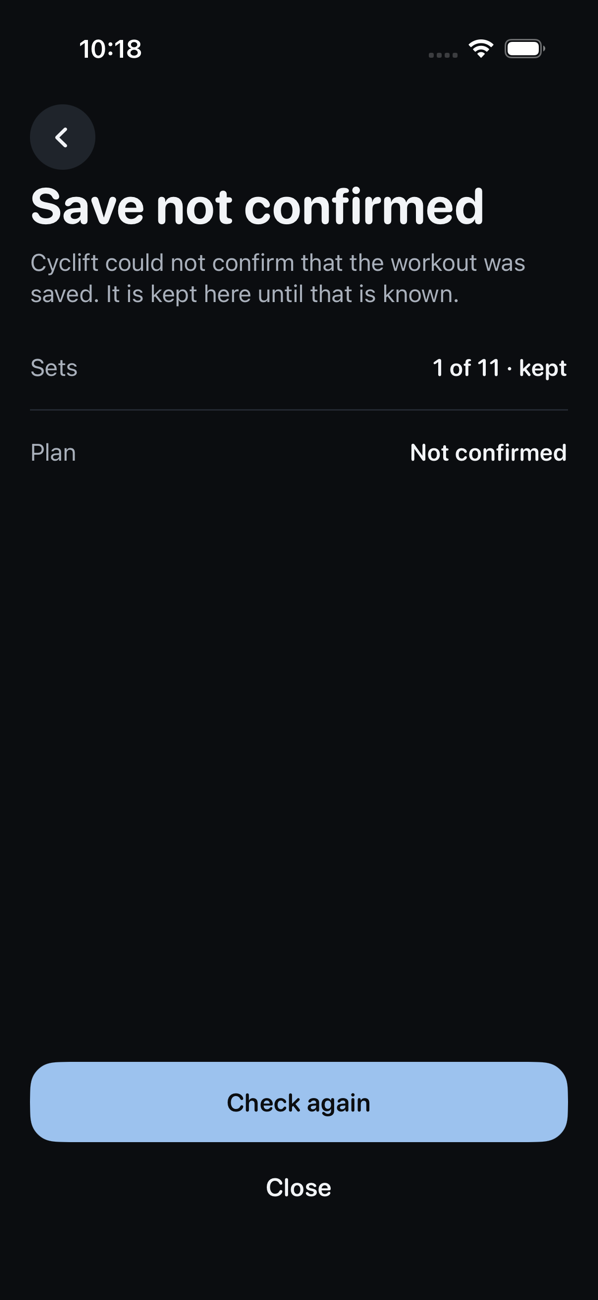 10:18
Save not confirmed
Cyclift could not confirm that the workout was
saved. It is kept here until that is known.
Sets
1 of 11 · kept
Plan
Not confirmed
Check again
Close